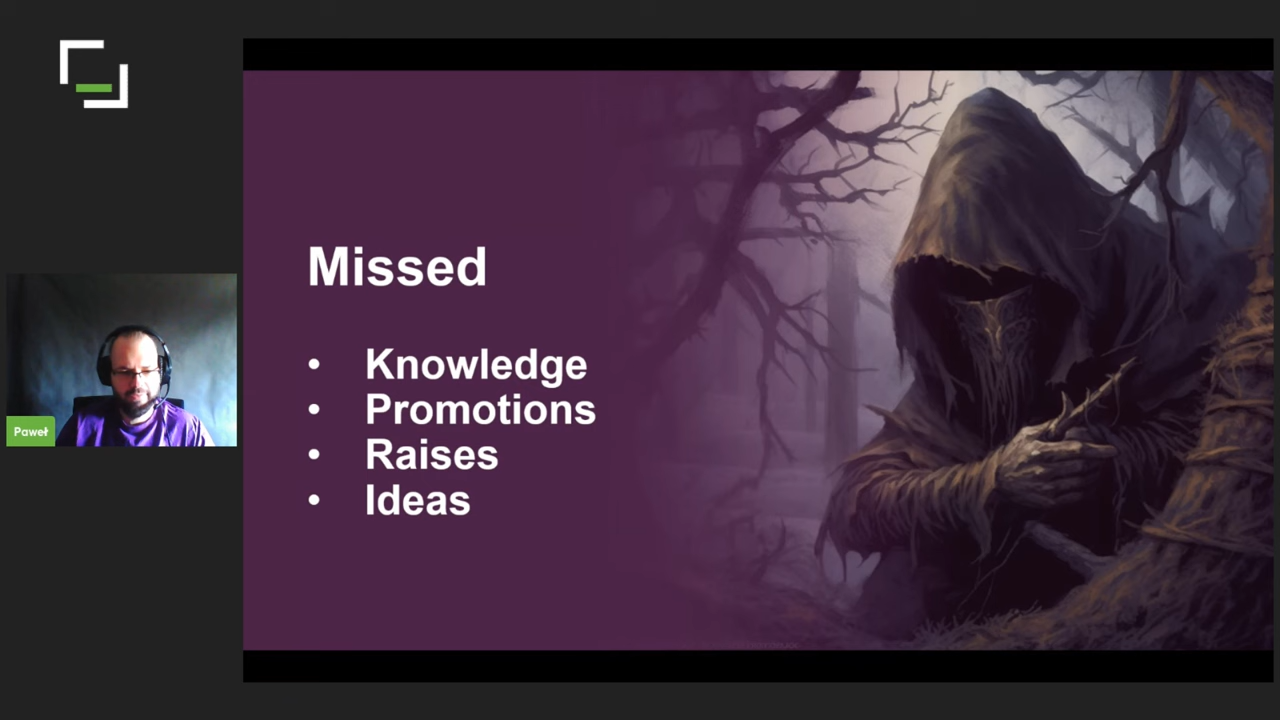 Missed
• Knowledge
• Promotions
• Raises
• Ideas
Paweł